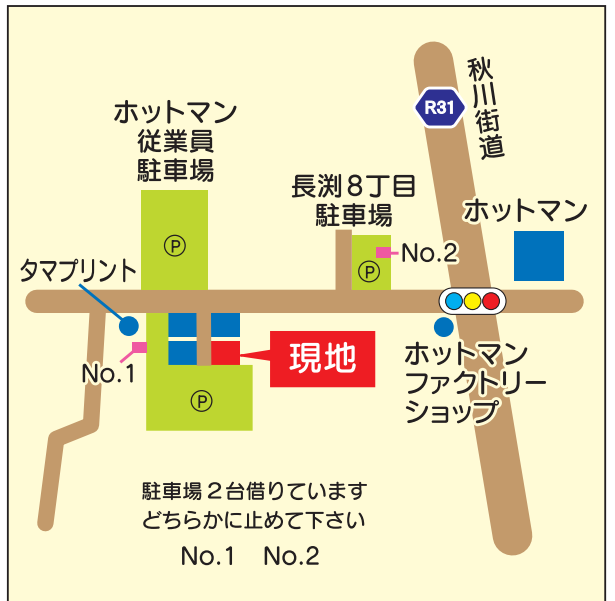 秋川街道
R31
ホットマン
従業員
駐車場
長渕8丁目
駐車場
ホットマン
P
No.2
P
タマプリント
現地
ホットマン
ファクトリー
ショップ
No.1
P
駐車場2台借りています
どちらかに止めて下さい
No.1 No.2